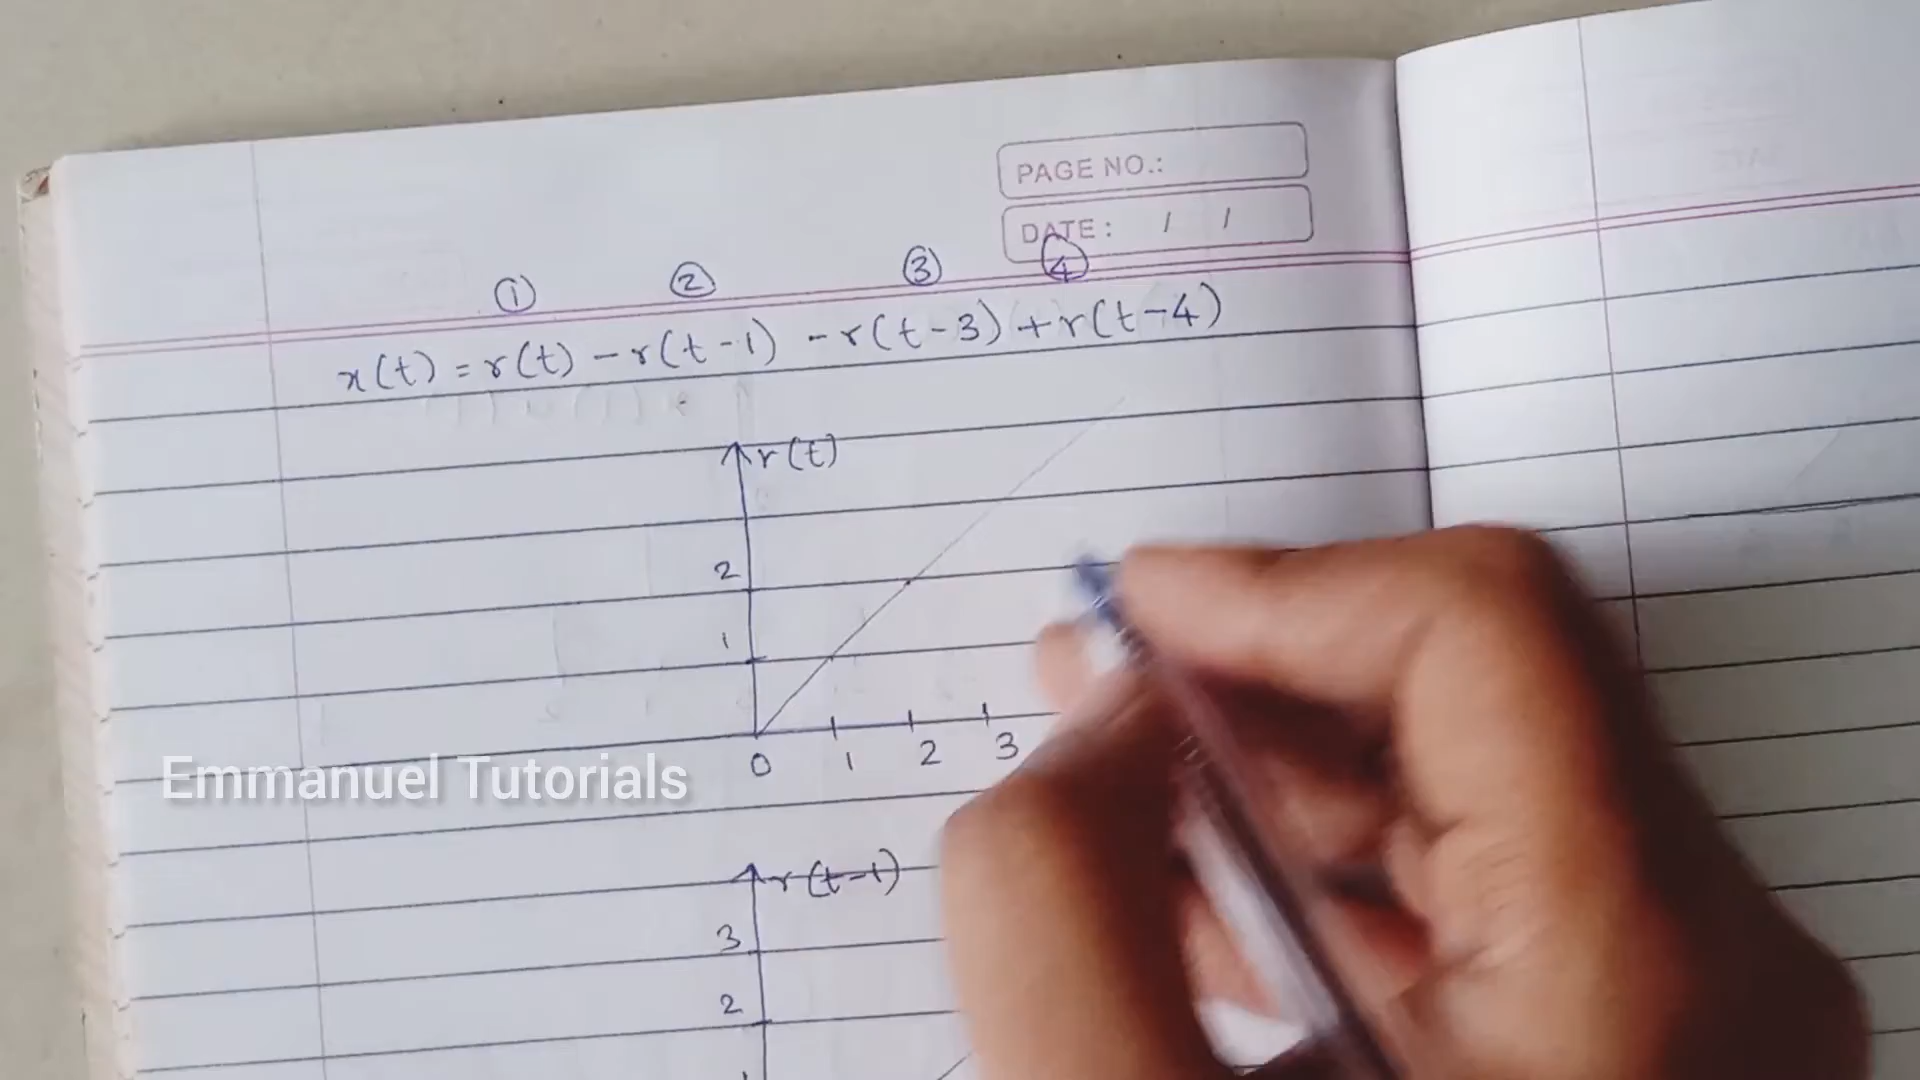 PAGE NO.:
DATE: / /
① ② ③ ④
x(t) = r(t) - r(t-1) - r(t-3) + r(t-4)
r(t)
2
1
0 1 2 3
Emmanuel Tutorials
r(t-1)
3
2